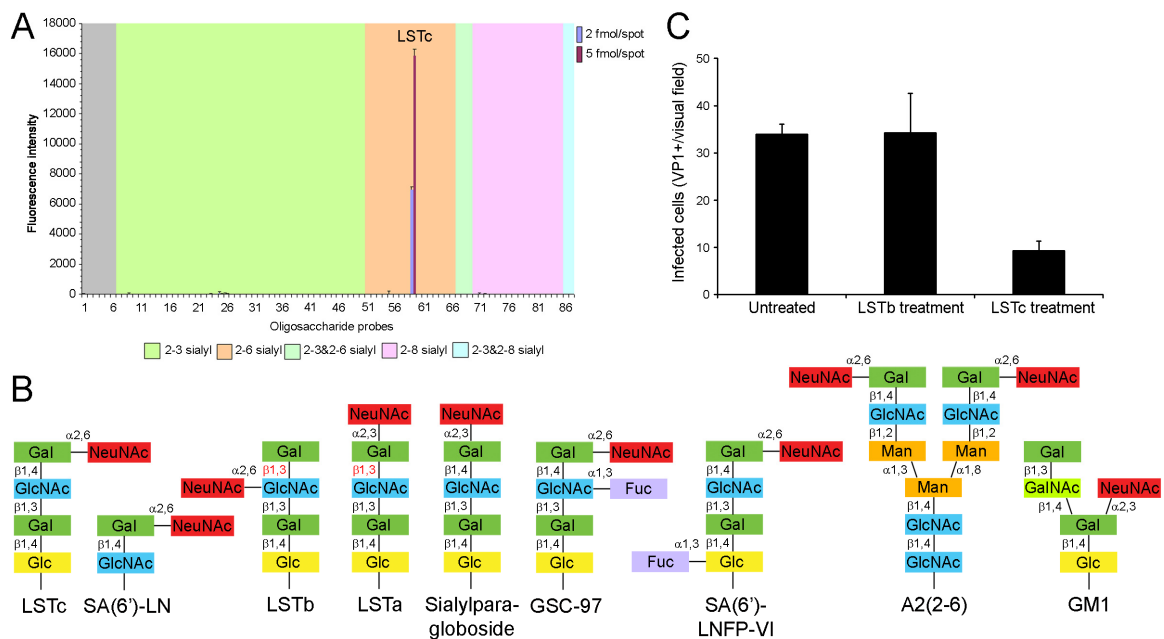 A
18000
16000
14000
12000
10000
8000
6000
4000
2000
0
Fluorescence intensity
LSTc
2 fmol/spot
5 fmol/spot
1 6 11 16 21 26 31 36 41 46 51 56 61 66 71 76 81 86
Oligosaccharide probes
2-3 sialyl 2-6 sialyl 2-3&2-6 sialyl 2-8 sialyl 2-3&2-8 sialyl
C
50
40
30
20
10
0
Infected cells (VP1+/visual field)
Untreated LSTb treatment LSTc treatment
B
Gal
α2,6
NeuNAc
β1,4
GlcNAc
β1,3
Gal
β1,4
Glc
LSTc
Gal
α2,6
NeuNAc
β1,4
GlcNAc
SA(6')-LN
Gal
β1,3
α2,6
NeuNAc
GlcNAc
β1,3
Gal
β1,4
Glc
LSTb
NeuNAc
α2,3
Gal
β1,3
GlcNAc
β1,3
Gal
β1,4
Glc
LSTa
NeuNAc
α2,3
Gal
β1,4
GlcNAc
β1,3
Gal
β1,4
Glc
Sialylpara-
globoside
Gal
α2,6
NeuNAc
β1,4
α1,3
GlcNAc
Fuc
β1,3
Gal
β1,4
Glc
GSC-97
Gal
α2,6
NeuNAc
β1,4
GlcNAc
β1,3
Gal
β1,4
α1,3
Fuc
Glc
SA(6')-
LNFP-VI
α2,6
NeuNAc
Gal
β1,4
GlcNAc
β1,2
Man
α1,3
α2,6
Gal
NeuNAc
β1,4
GlcNAc
β1,2
Man
α1,8
Man
β1,4
GlcNAc
β1,4
GlcNAc
A2(2-6)
Gal
β1,3
GalNAc
NeuNAc
β1,4
α2,3
Gal
β1,4
Glc
GM1